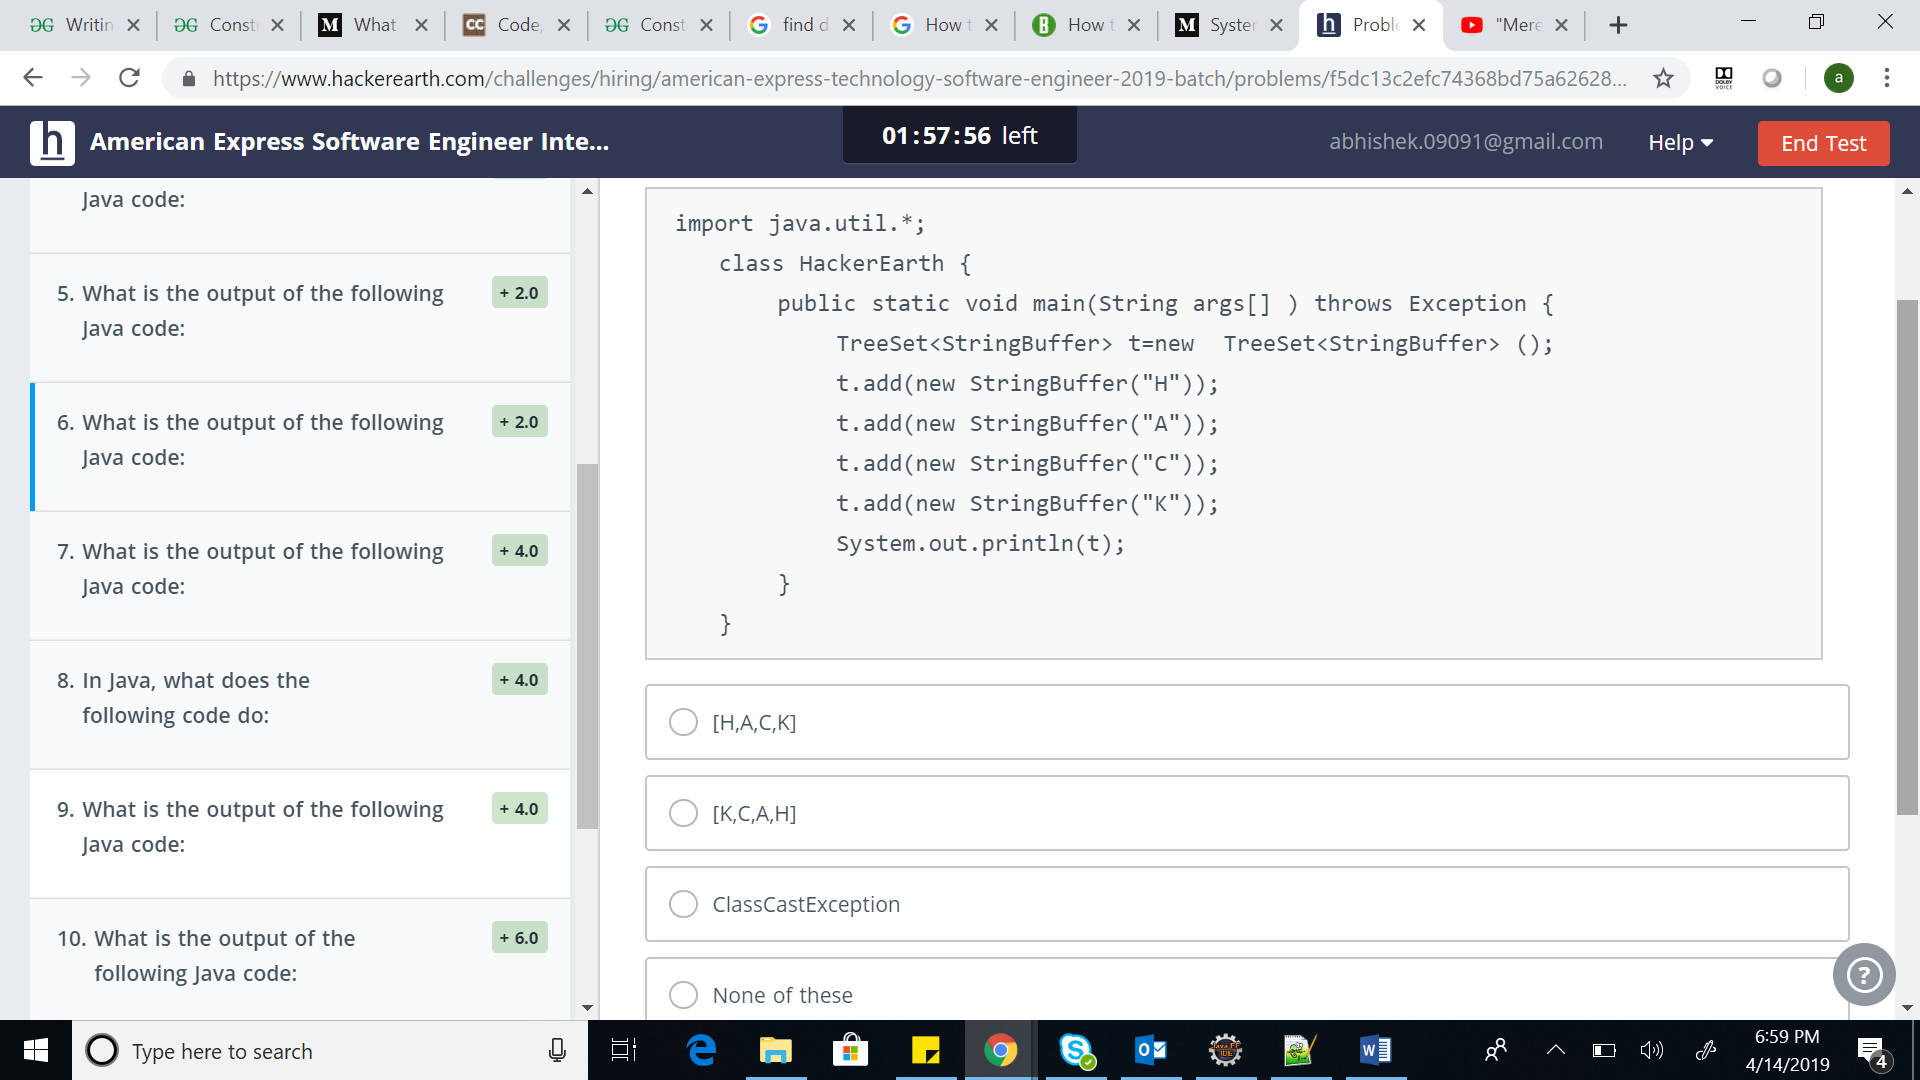 Writin
Const
M What
CC Code,
Const
find d
How t
B How t
M System
h Proble
"Mere
https://www.hackerearth.com/challenges/hiring/american-express-technology-software-engineer-2019-batch/problems/f5dc13c2efc74368bd75a62628...
DOLBY VOICE
a
h American Express Software Engineer Inte...
01:57:56 left
abhishek.09091@gmail.com
Help
End Test
Java code:
5. What is the output of the following + 2.0
Java code:
6. What is the output of the following + 2.0
Java code:
7. What is the output of the following + 4.0
Java code:
8. In Java, what does the + 4.0
following code do:
9. What is the output of the following + 4.0
Java code:
10. What is the output of the + 6.0
following Java code:
import java.util.*;
class HackerEarth {
public static void main(String args[] ) throws Exception {
TreeSet<StringBuffer> t=new TreeSet<StringBuffer> ();
t.add(new StringBuffer("H"));
t.add(new StringBuffer("A"));
t.add(new StringBuffer("C"));
t.add(new StringBuffer("K"));
System.out.println(t);
}
}
[H,A,C,K]
[K,C,A,H]
ClassCastException
None of these
?
Type here to search
6:59 PM
4/14/2019
4